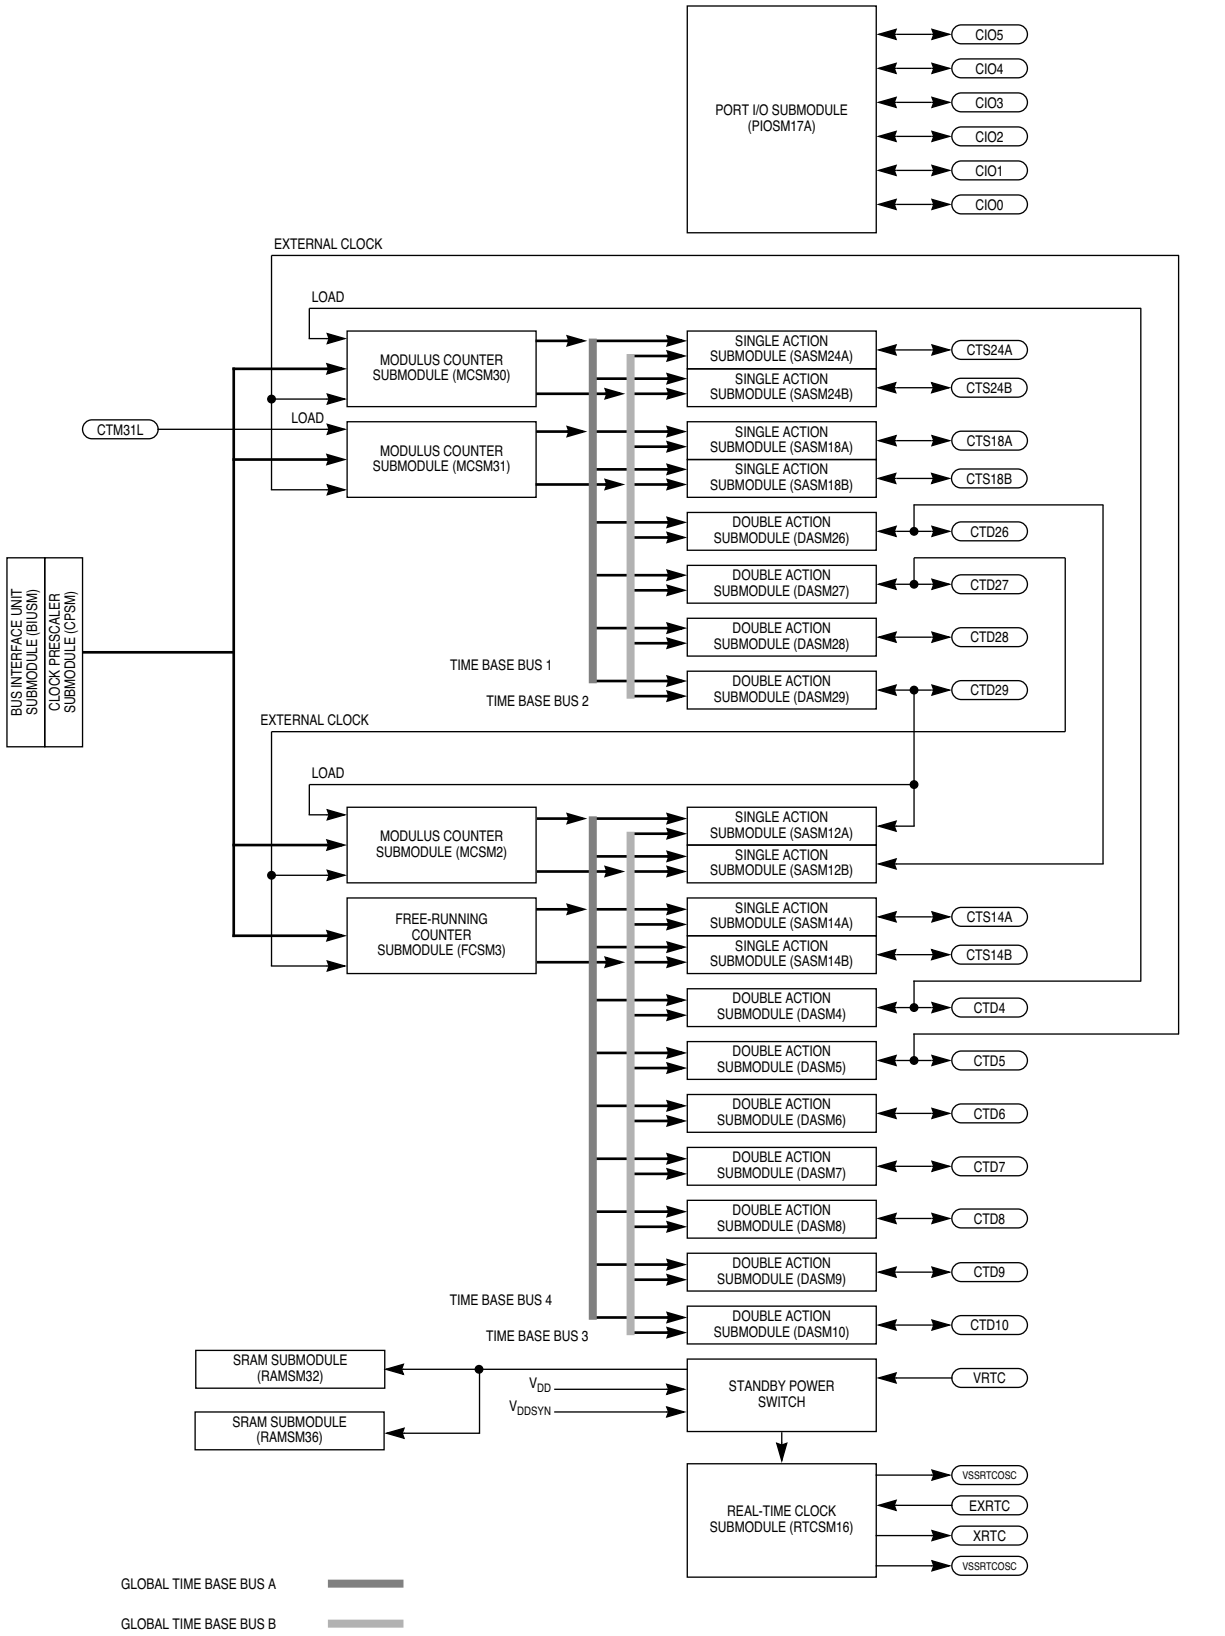 PORT I/O SUBMODULE
(PIOSM17A)
CIO5
CIO4
CIO3
CIO2
CIO1
CIO0
EXTERNAL CLOCK
LOAD
MODULUS COUNTER
SUBMODULE (MCSM30)
SINGLE ACTION
SUBMODULE (SASM24A)
CTS24A
SINGLE ACTION
SUBMODULE (SASM24B)
CTS24B
CTM31L
LOAD
MODULUS COUNTER
SUBMODULE (MCSM31)
SINGLE ACTION
SUBMODULE (SASM18A)
CTS18A
SINGLE ACTION
SUBMODULE (SASM18B)
CTS18B
DOUBLE ACTION
SUBMODULE (DASM26)
CTD26
DOUBLE ACTION
SUBMODULE (DASM27)
CTD27
DOUBLE ACTION
SUBMODULE (DASM28)
CTD28
BUS INTERFACE UNIT
SUBMODULE (BIUSM)
CLOCK PRESCALER
SUBMODULE (CPSM)
TIME BASE BUS 1
DOUBLE ACTION
SUBMODULE (DASM29)
CTD29
TIME BASE BUS 2
EXTERNAL CLOCK
LOAD
MODULUS COUNTER
SUBMODULE (MCSM2)
SINGLE ACTION
SUBMODULE (SASM12A)
SINGLE ACTION
SUBMODULE (SASM12B)
FREE-RUNNING
COUNTER
SUBMODULE (FCSM3)
SINGLE ACTION
SUBMODULE (SASM14A)
CTS14A
SINGLE ACTION
SUBMODULE (SASM14B)
CTS14B
DOUBLE ACTION
SUBMODULE (DASM4)
CTD4
DOUBLE ACTION
SUBMODULE (DASM5)
CTD5
DOUBLE ACTION
SUBMODULE (DASM6)
CTD6
DOUBLE ACTION
SUBMODULE (DASM7)
CTD7
DOUBLE ACTION
SUBMODULE (DASM8)
CTD8
DOUBLE ACTION
SUBMODULE (DASM9)
CTD9
TIME BASE BUS 4
DOUBLE ACTION
SUBMODULE (DASM10)
CTD10
TIME BASE BUS 3
SRAM SUBMODULE
(RAMSM32)
VDD
VDDSYN
STANDBY POWER
SWITCH
VRTC
SRAM SUBMODULE
(RAMSM36)
REAL-TIME CLOCK
SUBMODULE (RTCSM16)
VSSRTCOSC
EXRTC
XRTC
VSSRTCOSC
GLOBAL TIME BASE BUS A
GLOBAL TIME BASE BUS B